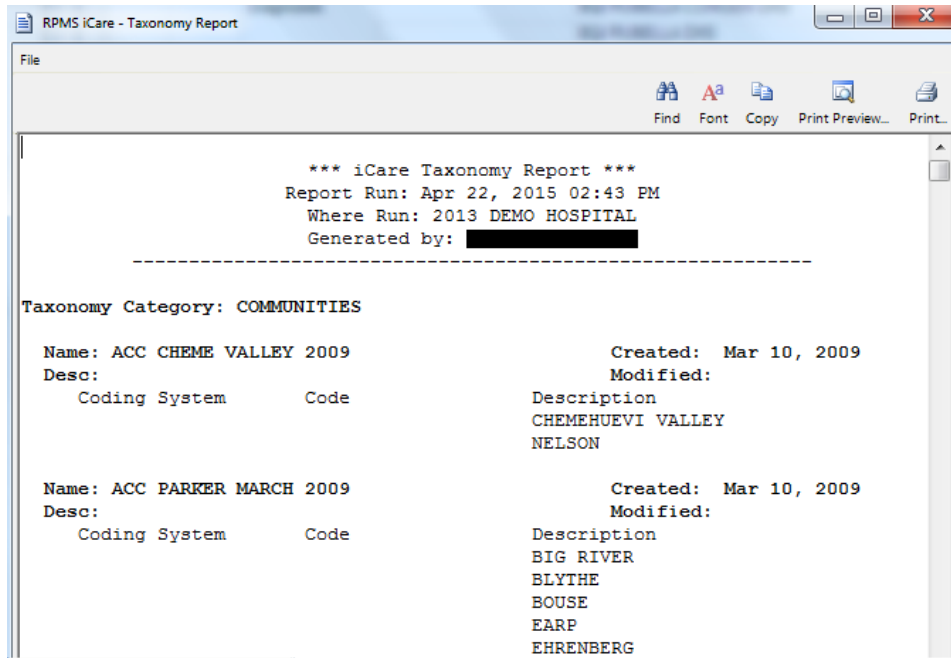 RPMS iCare - Taxonomy Report
File
Find Font Copy Print Preview... Print...
*** iCare Taxonomy Report ***
Report Run: Apr 22, 2015 02:43 PM
Where Run: 2013 DEMO HOSPITAL
Generated by:
------------------------------------------------------------
Taxonomy Category: COMMUNITIES
Name: ACC CHEME VALLEY 2009 Created: Mar 10, 2009
Desc: Modified:
Coding System Code Description
CHEMEHUEVI VALLEY
NELSON
Name: ACC PARKER MARCH 2009 Created: Mar 10, 2009
Desc: Modified:
Coding System Code Description
BIG RIVER
BLYTHE
BOUSE
EARP
EHRENBERG